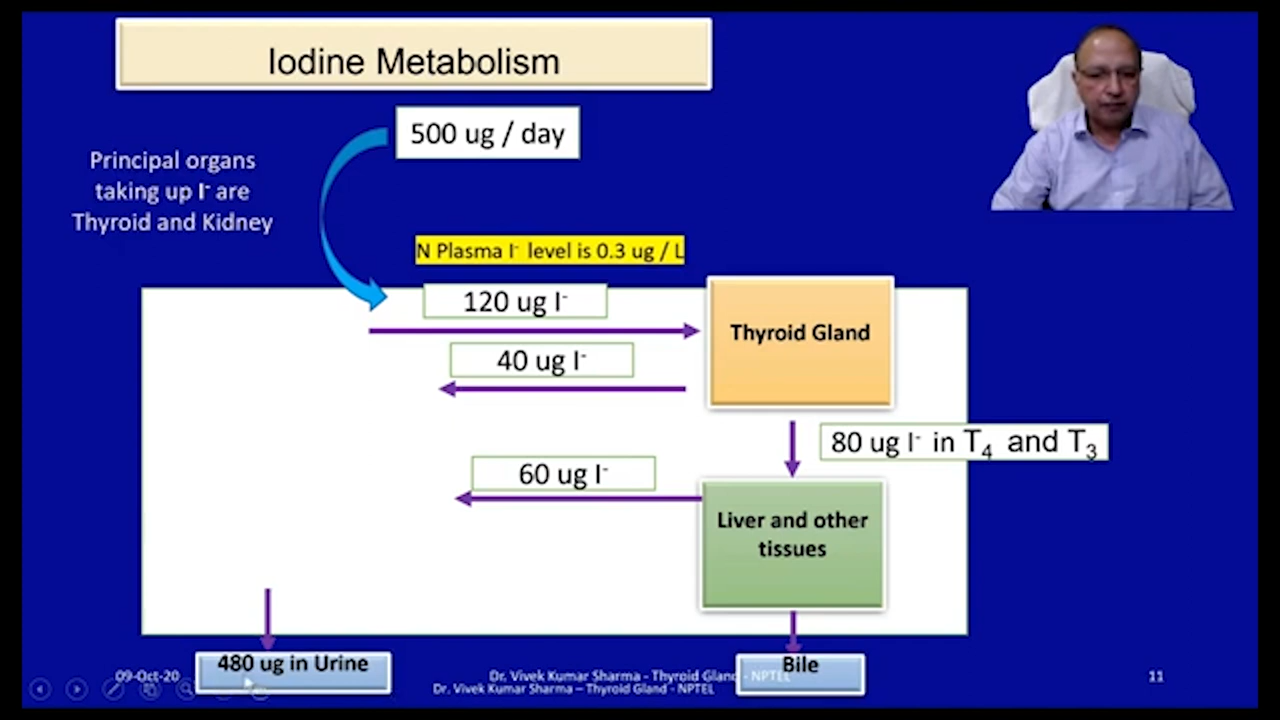 Iodine Metabolism
500 ug / day
Principal organs
taking up I⁻ are
Thyroid and Kidney
N Plasma I⁻ level is 0.3 ug / L
120 ug I⁻
Thyroid Gland
40 ug I⁻
80 ug I⁻ in T₄ and T₃
60 ug I⁻
Liver and other
tissues
480 ug in Urine
Bile
09-Oct-20
Dr. Vivek Kumar Sharma - Thyroid Gland - NPTEL
Dr. Vivek Kumar Sharma – Thyroid Gland - NPTEL
11